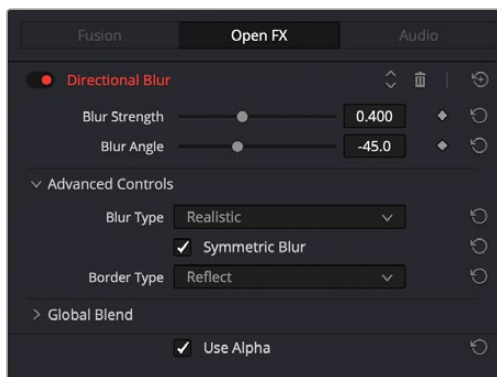 Fusion Open FX Audio
Directional Blur
Blur Strength 0.400
Blur Angle -45.0
Advanced Controls
Blur Type Realistic
Symmetric Blur
Border Type Reflect
Global Blend
Use Alpha